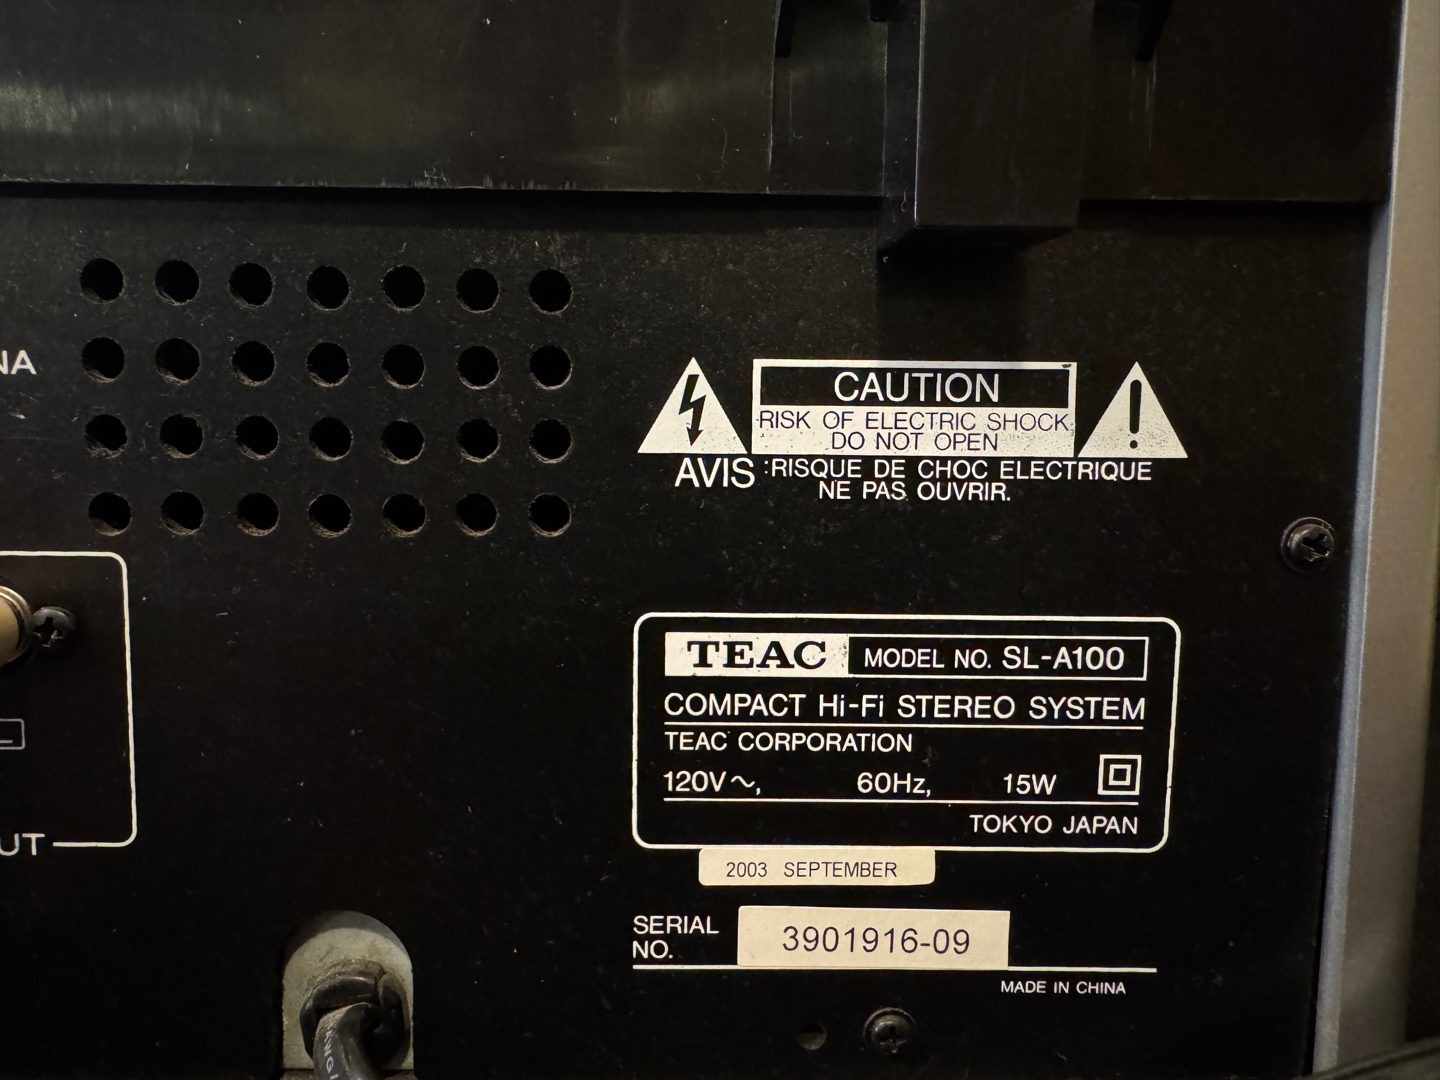 NA
CAUTION
RISK OF ELECTRIC SHOCK
DO NOT OPEN
AVIS :RISQUE DE CHOC ELECTRIQUE
NE PAS OUVRIR.
TEAC MODEL NO. SL-A100
COMPACT Hi-Fi STEREO SYSTEM
TEAC CORPORATION
120V～, 60Hz, 15W
TOKYO JAPAN
UT
2003 SEPTEMBER
SERIAL
NO. 3901916-09
MADE IN CHINA
AWG